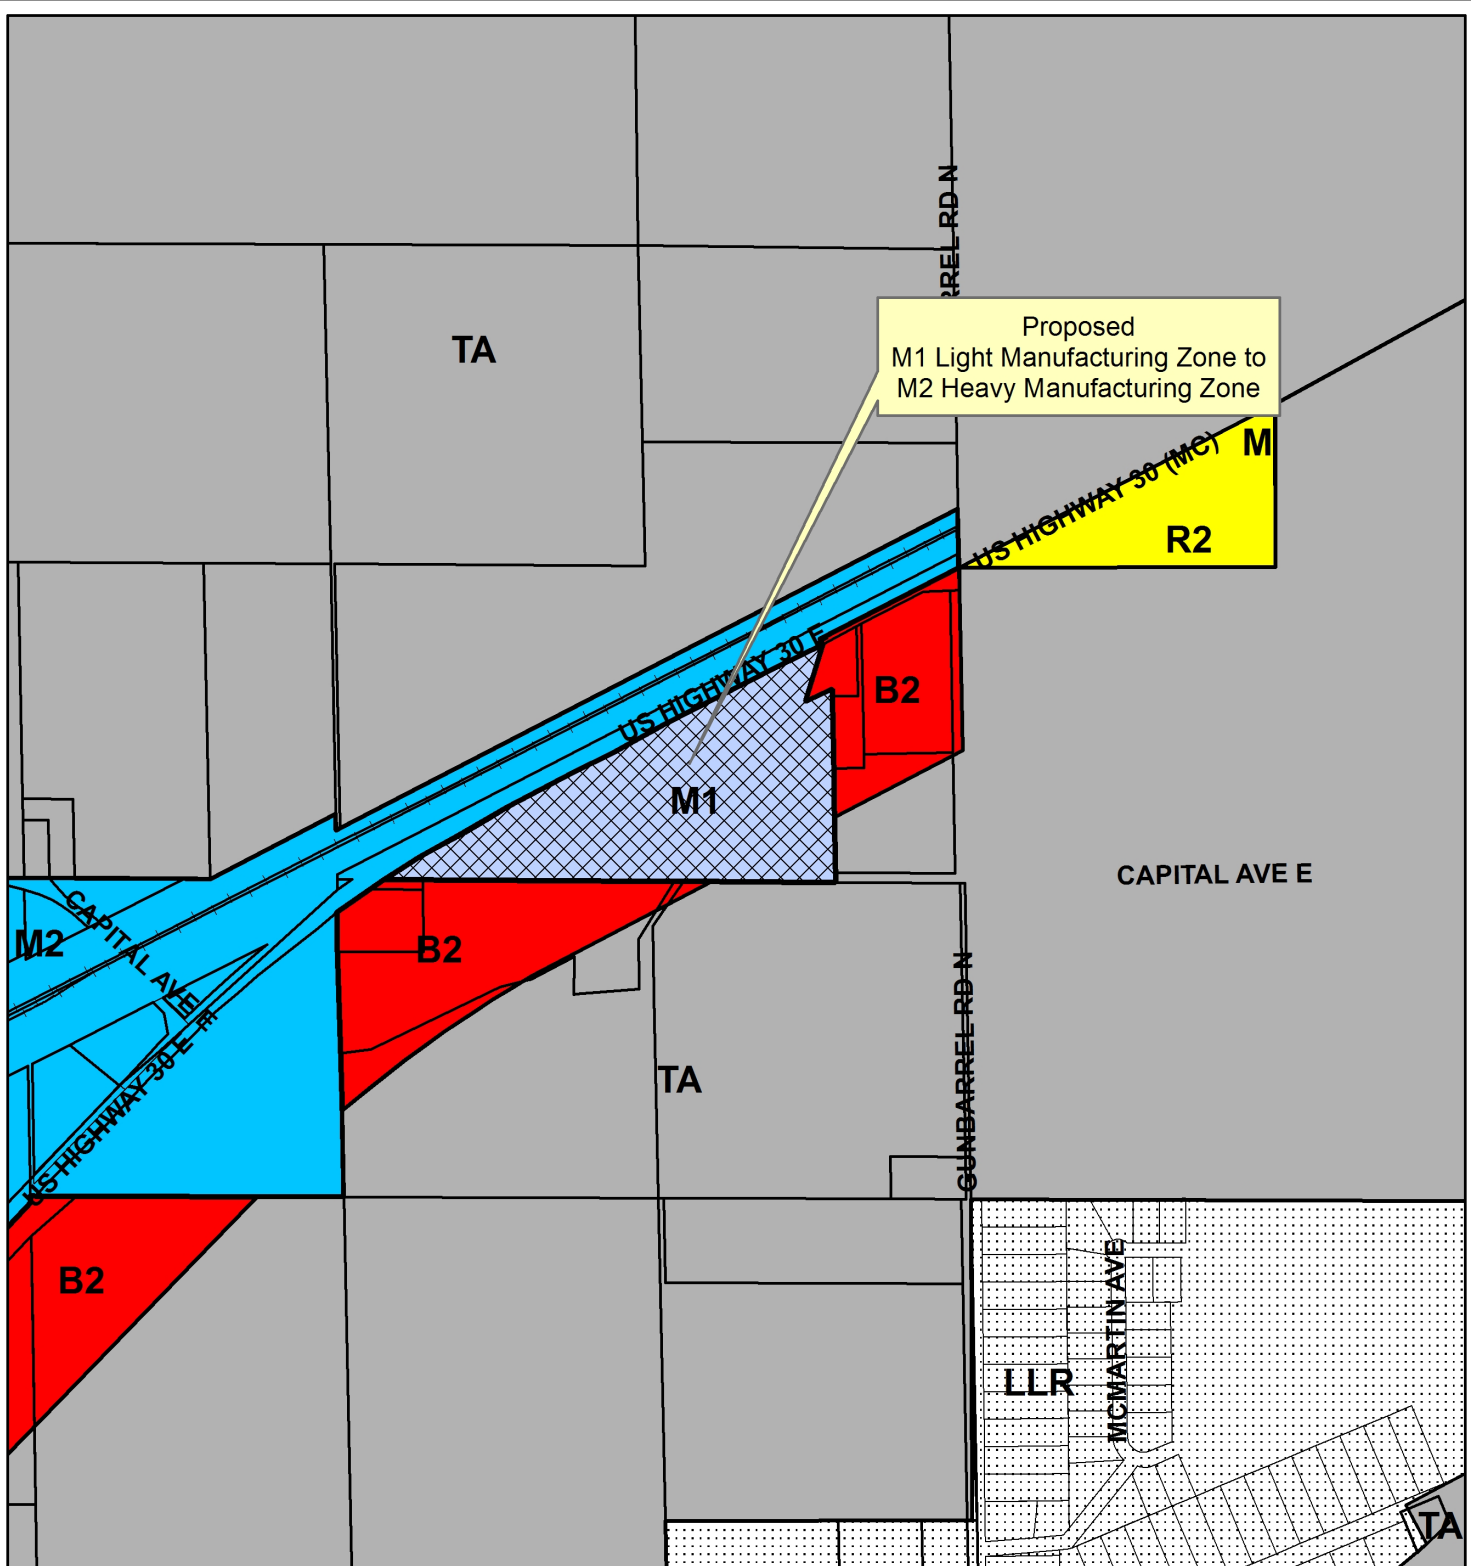 RREL RD N
Proposed
M1 Light Manufacturing Zone to
M2 Heavy Manufacturing Zone
TA
US HIGHWAY 30 (MC)
M
R2
US HIGHWAY 30 E
B2
M1
CAPITAL AVE E
CAPITAL AVE E
M2
B2
GUNBARREL RD N
US HIGHWAY 30 E
TA
B2
MCMARTIN AVE
LLR
TA